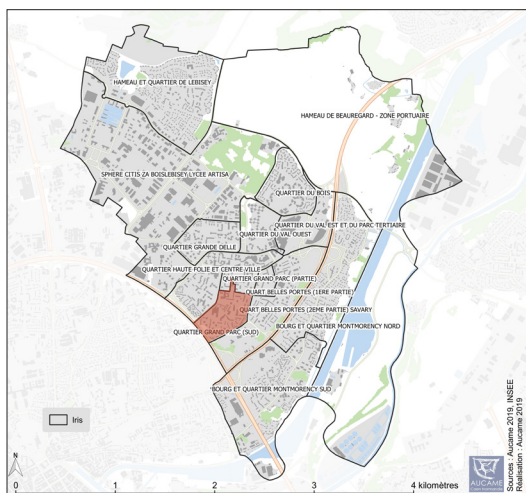 HAMEAU ET QUARTIER DE LEBISEY
HAMEAU DE BEAUREGARD - ZONE PORTUAIRE
SPHERE CITIS ZA BOISLEBISEY LYCEE ARTISA
QUARTIER DU BOIS
QUARTIER DU VAL EST ET DU PARC TERTIAIRE
QUARTIER DU VAL OUEST
QUARTIER GRANDE DELLE
QUARTIER HAUTE FOLIE ET CENTRE VILLE
QUARTIER GRAND PARC (PARTIE)
QUART BELLES PORTES (1ERE PARTIE)
QUART BELLES PORTES (2EME PARTIE) SAVARY
BOURG ET QUARTIER MONTMORENCY NORD
QUARTIER GRAND PARC (SUD)
BOURG ET QUARTIER MONTMORENCY SUD
Iris
N
0 1 2 3 4 kilomètres
Sources : Aucame 2019, INSEE
Réalisation : Aucame 2019
AUCAME